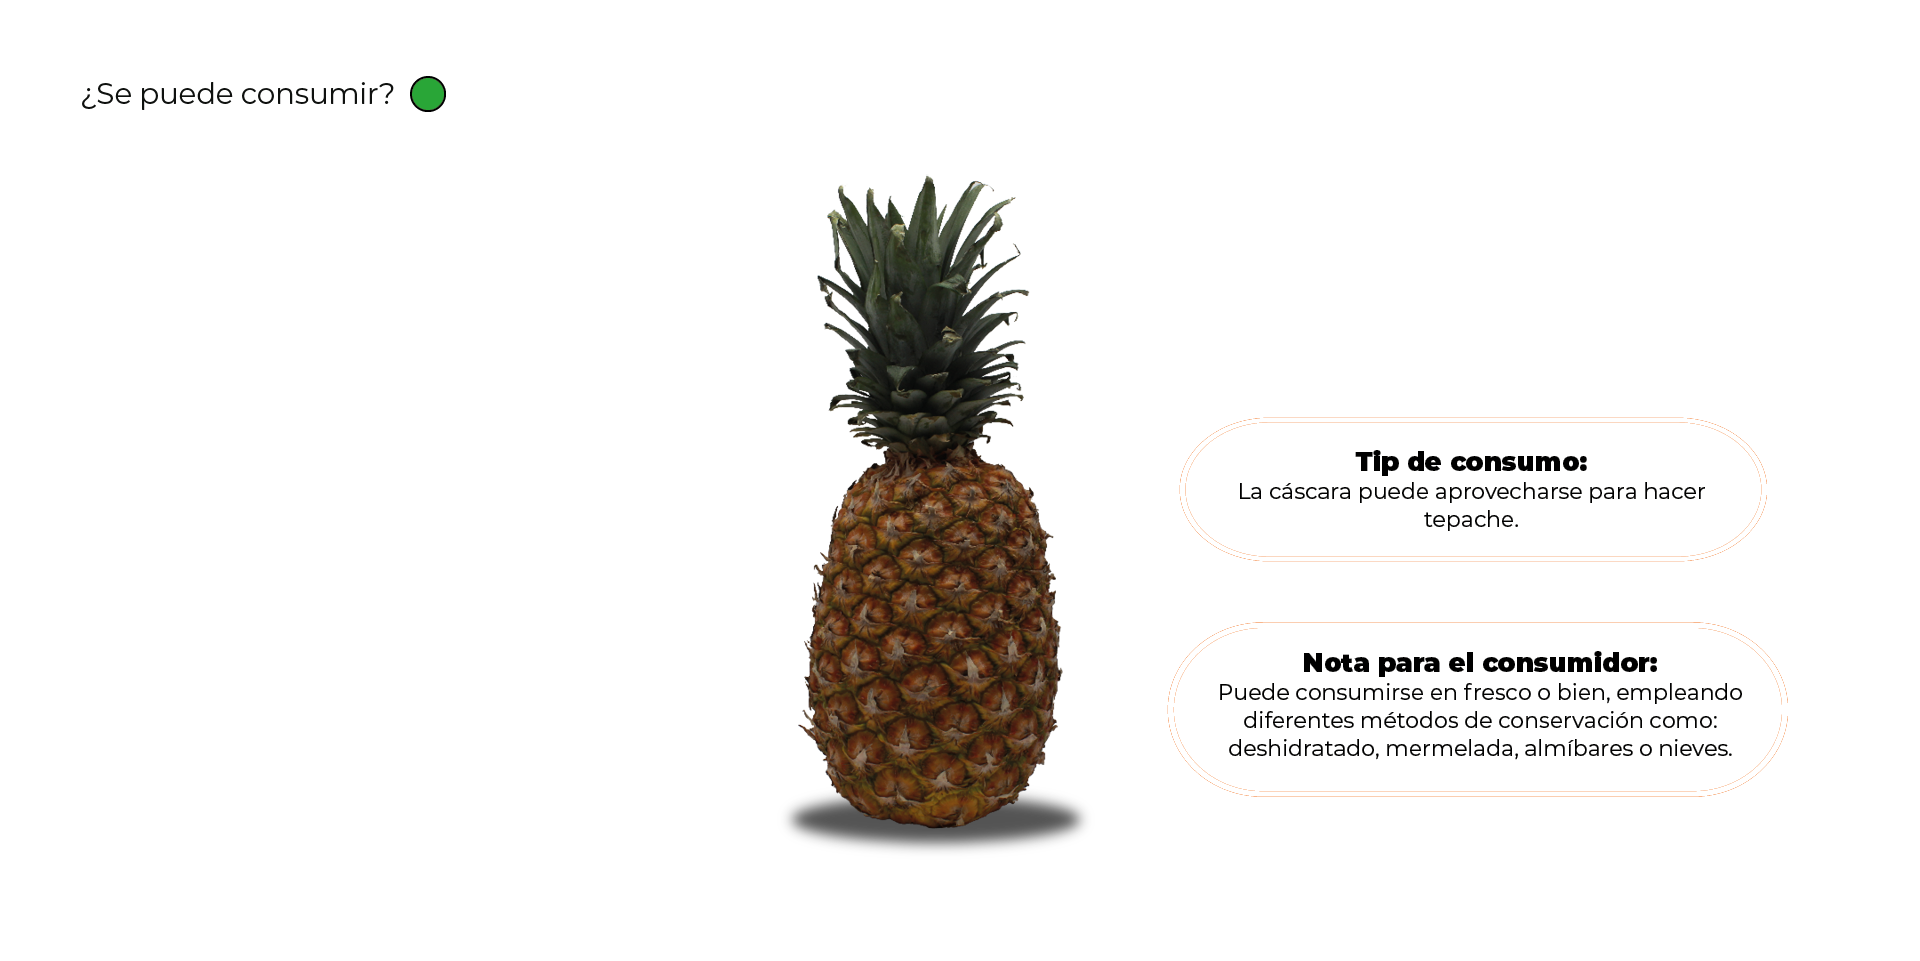 ¿Se puede consumir?
Tip de consumo:
La cáscara puede aprovecharse para hacer
tepache.
Nota para el consumidor:
Puede consumirse en fresco o bien, empleando
diferentes métodos de conservación como:
deshidratado, mermelada, almíbares o nieves.